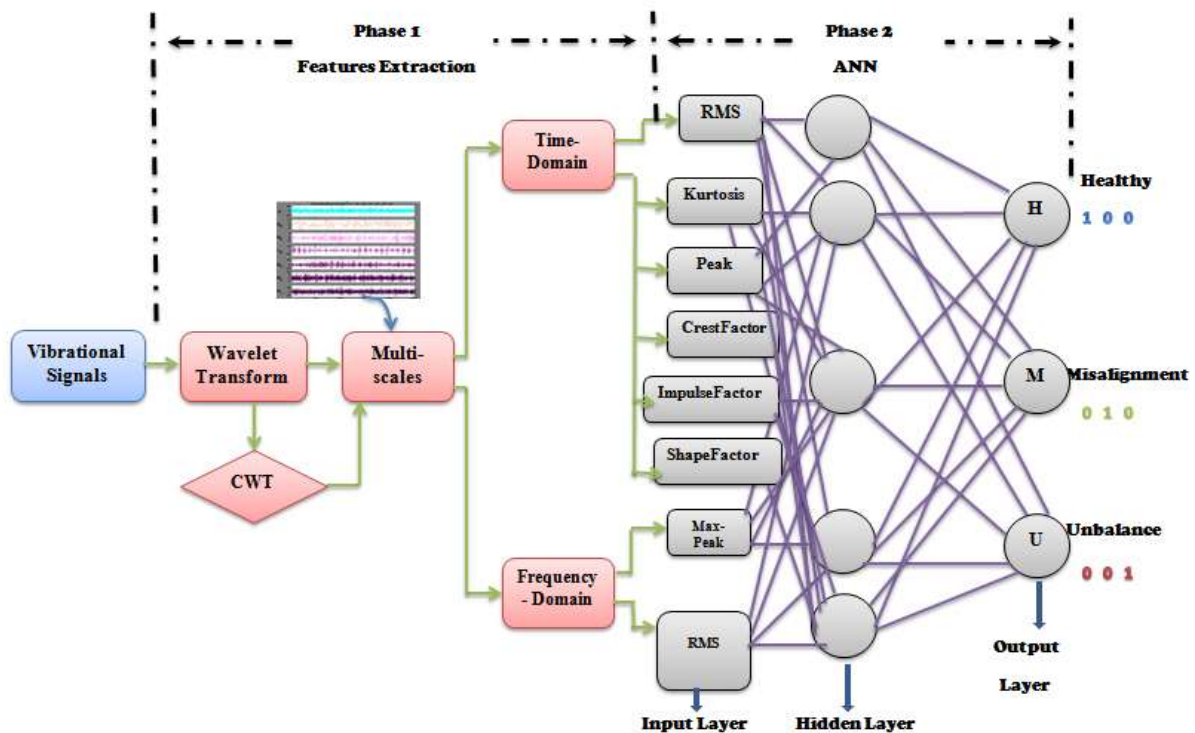 Phase 1
Features Extraction
Phase 2
ANN
Vibrational
Signals
Wavelet
Transform
CWT
Multi-
scales
Time-
Domain
Frequency
- Domain
RMS
Kurtosis
Peak
CrestFactor
ImpulseFactor
ShapeFactor
Max-
Peak
RMS
H
M
U
Healthy
1 0 0
Misalignment
0 1 0
Unbalance
0 0 1
Input Layer
Hidden Layer
Output
Layer